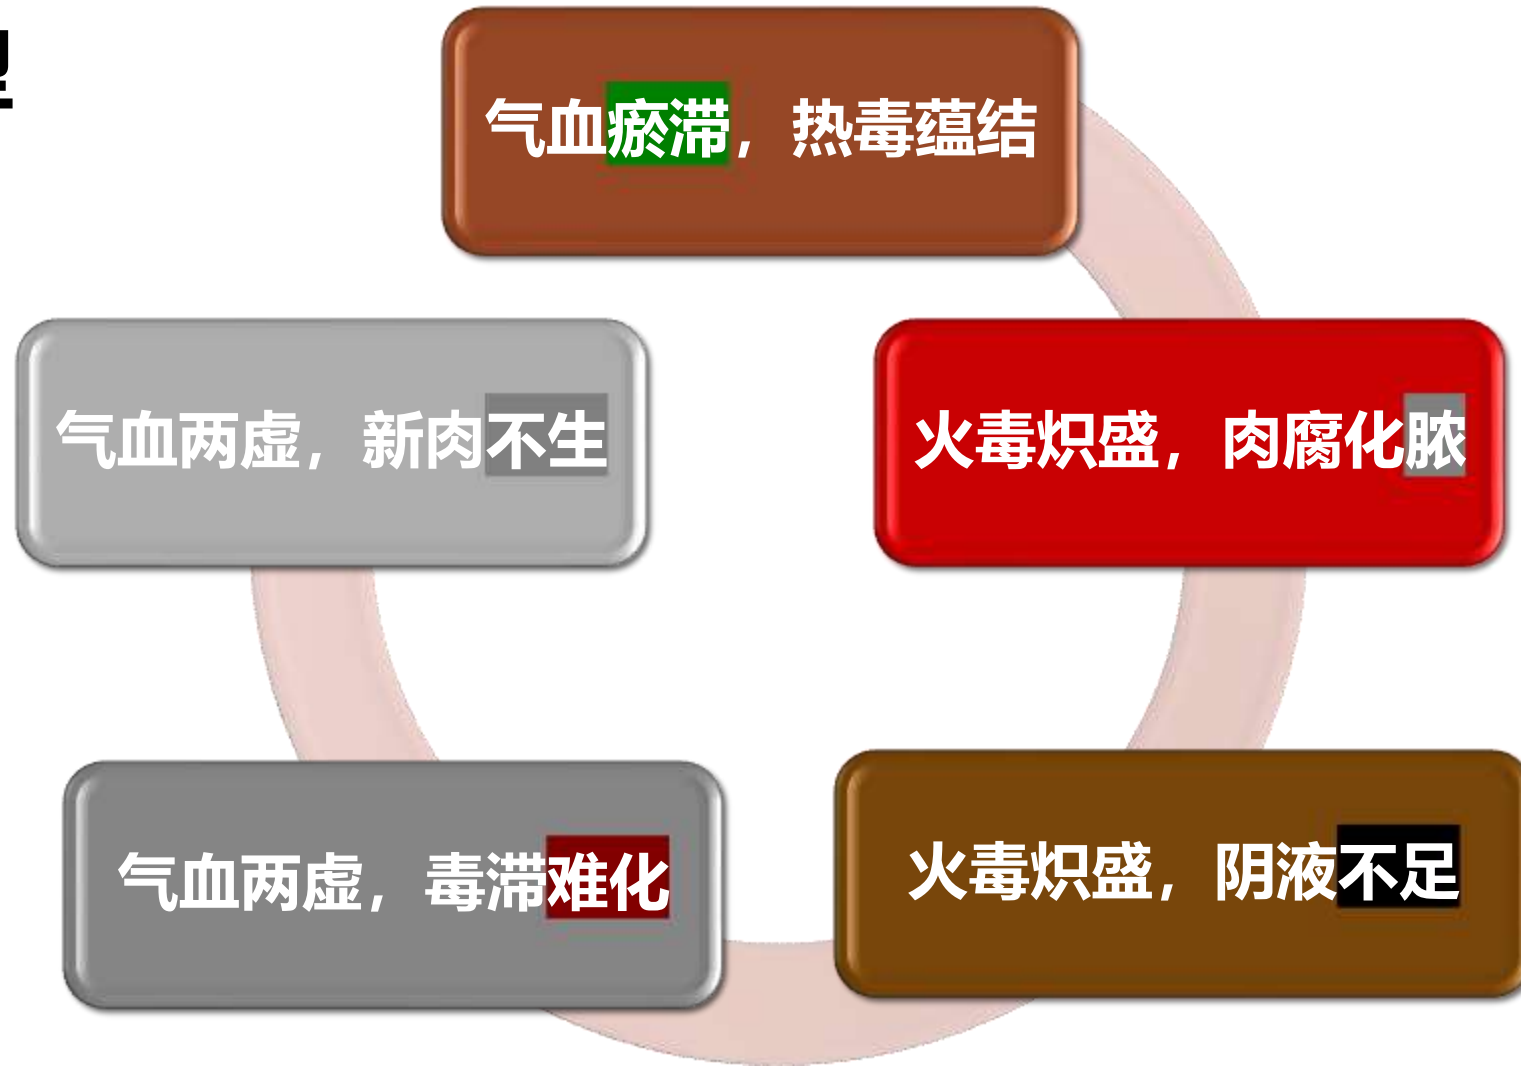 型
气血瘀滞，热毒蕴结
火毒炽盛，肉腐化脓
火毒炽盛，阴液不足
气血两虚，毒滞难化
气血两虚，新肉不生